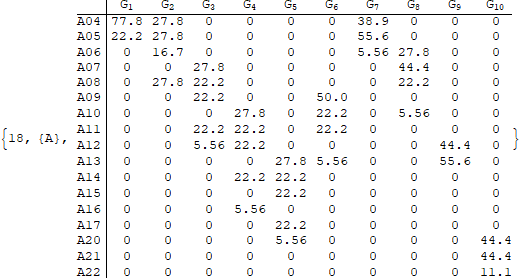 G1 G2 G3 G4 G5 G6 G7 G8 G9 G10
A04 77.8 27.8 0 0 0 0 38.9 0 0 0
A05 22.2 27.8 0 0 0 0 55.6 0 0 0
A06 0 16.7 0 0 0 0 5.56 27.8 0 0
A07 0 0 27.8 0 0 0 0 44.4 0 0
A08 0 27.8 22.2 0 0 0 0 22.2 0 0
A09 0 0 22.2 0 0 50.0 0 0 0 0
A10 0 0 0 27.8 0 22.2 0 5.56 0 0
A11 0 0 22.2 22.2 0 22.2 0 0 0 0
{18, {A}, A12 0 0 5.56 22.2 0 0 0 0 44.4 0 }
A13 0 0 0 0 27.8 5.56 0 0 55.6 0
A14 0 0 0 22.2 22.2 0 0 0 0 0
A15 0 0 0 0 22.2 0 0 0 0 0
A16 0 0 0 5.56 0 0 0 0 0 0
A17 0 0 0 0 22.2 0 0 0 0 0
A20 0 0 0 0 5.56 0 0 0 0 44.4
A21 0 0 0 0 0 0 0 0 0 44.4
A22 0 0 0 0 0 0 0 0 0 11.1